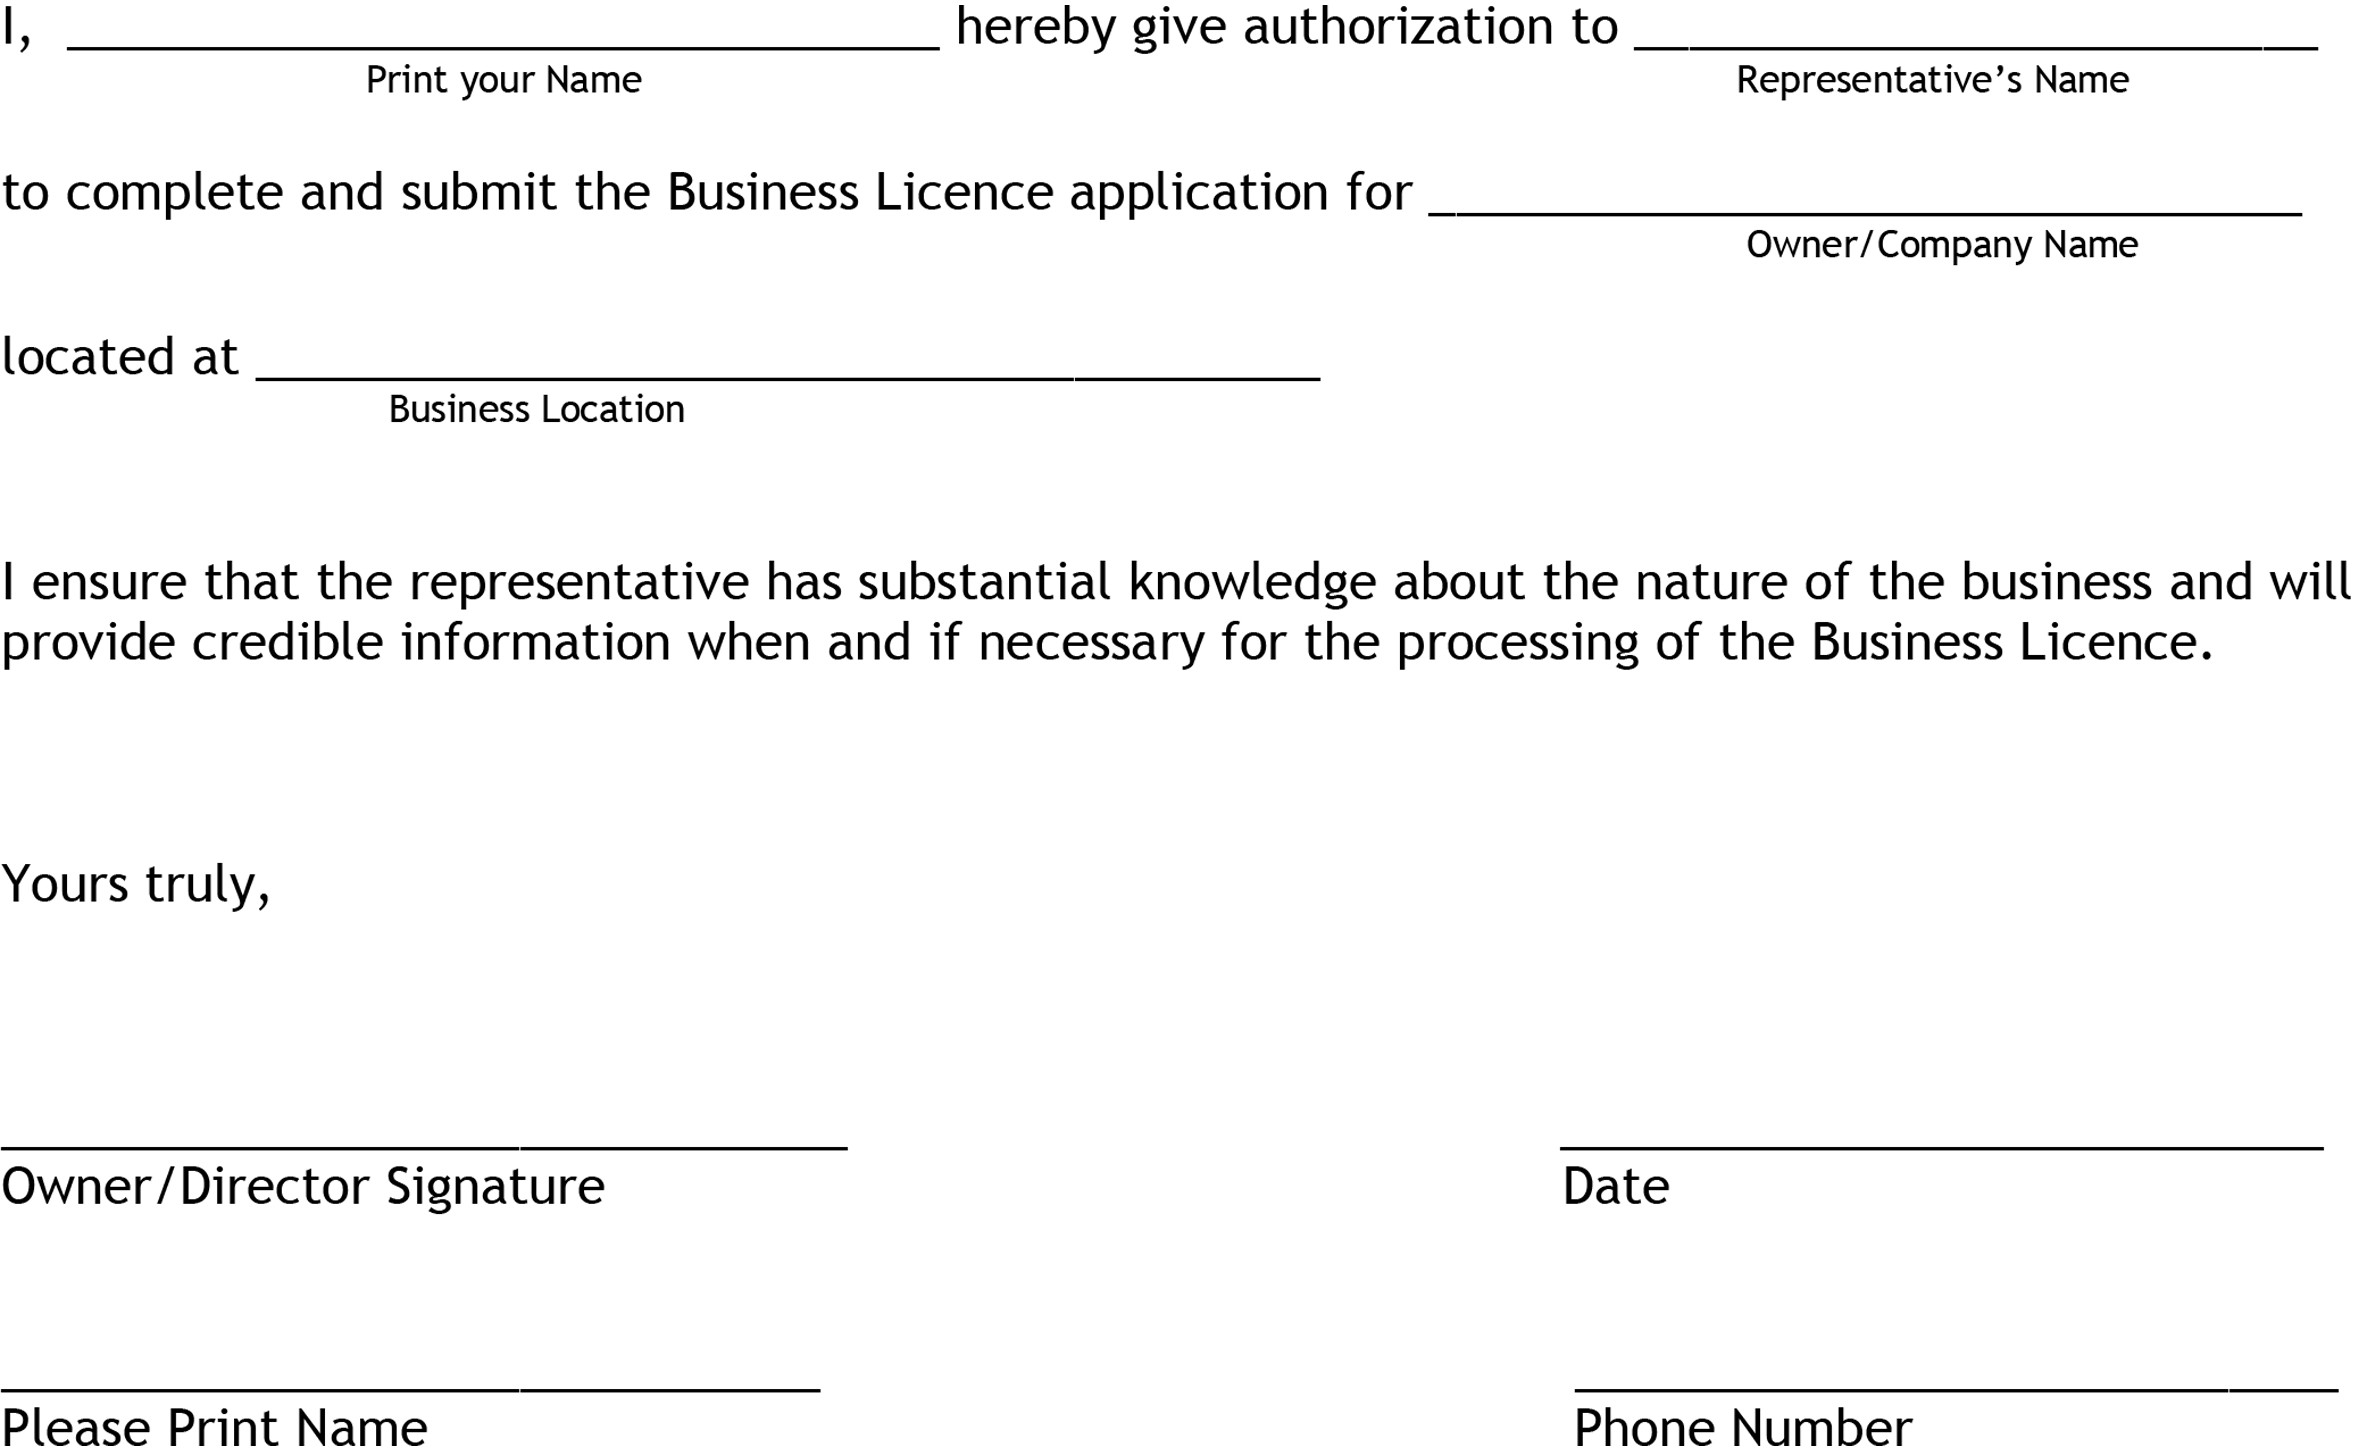 I, ________________________________ hereby give authorization to _________________________
Print your Name Representative’s Name
to complete and submit the Business Licence application for ________________________________
Owner/Company Name
located at _______________________________________
Business Location
I ensure that the representative has substantial knowledge about the nature of the business and will
provide credible information when and if necessary for the processing of the Business Licence.
Yours truly,
_______________________________ ____________________________
Owner/Director Signature Date
______________________________ ____________________________
Please Print Name Phone Number